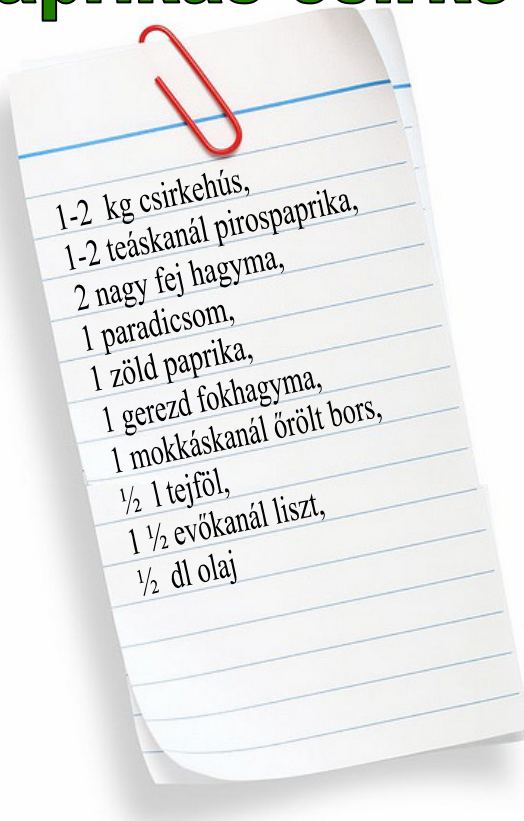 1-2 kg csirkehús,
1-2 teáskanál pirospaprika,
2 nagy fej hagyma,
1 paradicsom,
1 zöld paprika,
1 gerezd fokhagyma,
1 mokkáskanál őrölt bors,
½ l tejföl,
1 ½ evőkanál liszt,
½ dl olaj